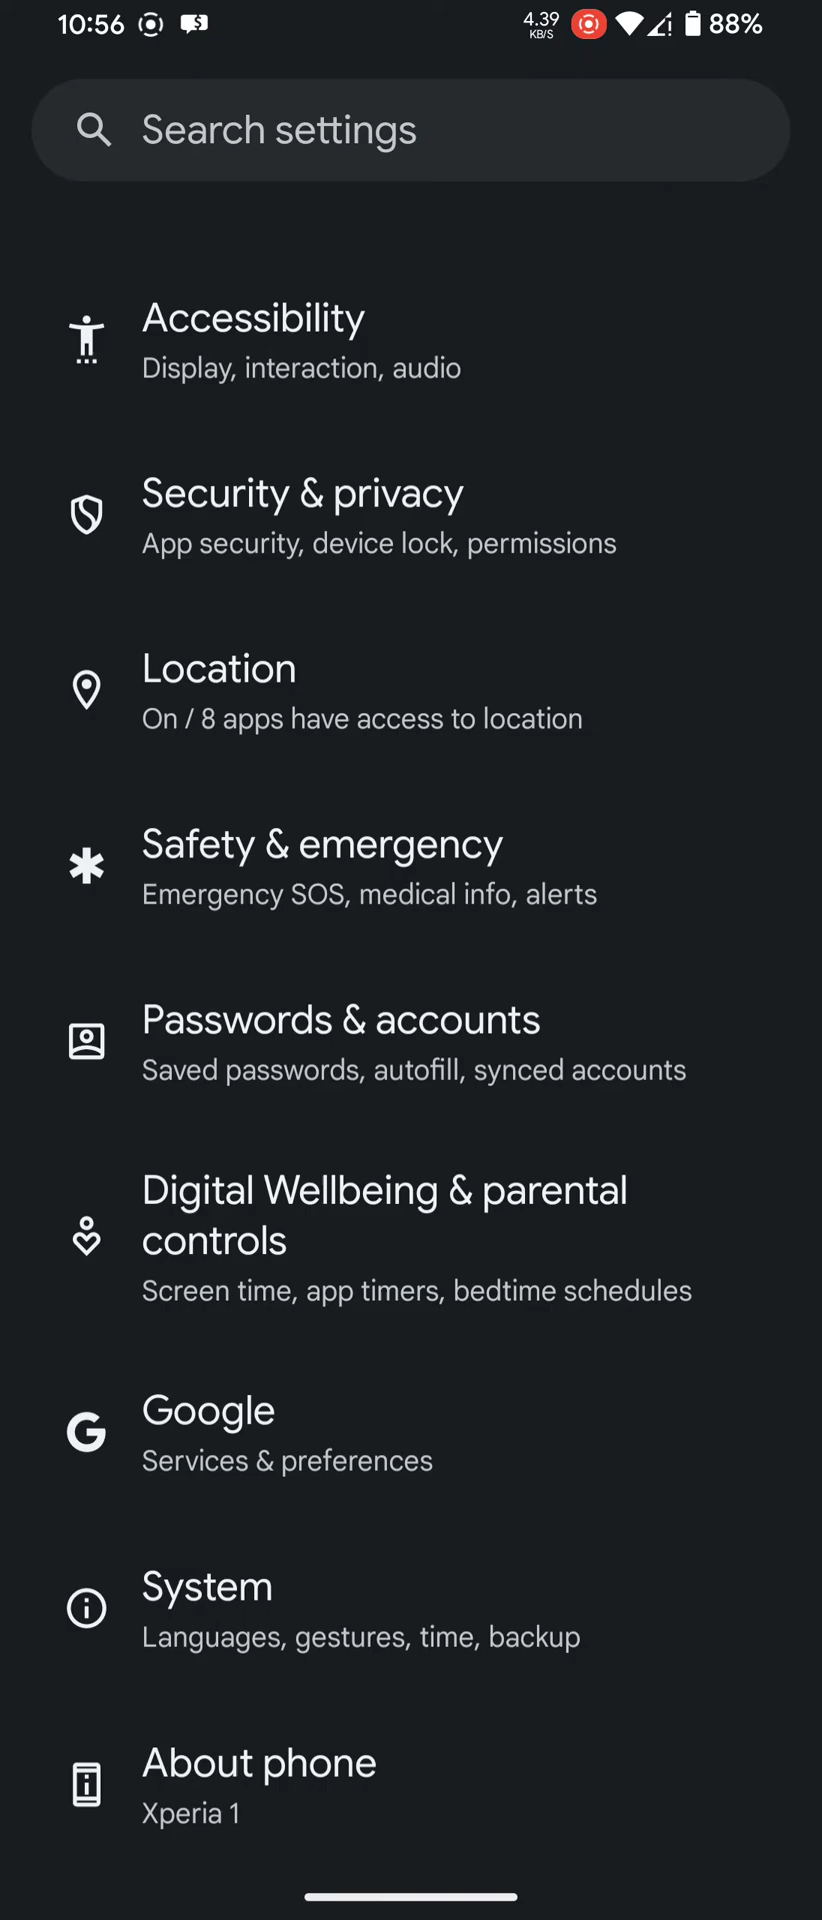 10:56 4.39 KB/S 88%
Search settings
Accessibility
Display, interaction, audio
Security & privacy
App security, device lock, permissions
Location
On / 8 apps have access to location
Safety & emergency
Emergency SOS, medical info, alerts
Passwords & accounts
Saved passwords, autofill, synced accounts
Digital Wellbeing & parental
controls
Screen time, app timers, bedtime schedules
Google
Services & preferences
System
Languages, gestures, time, backup
About phone
Xperia 1